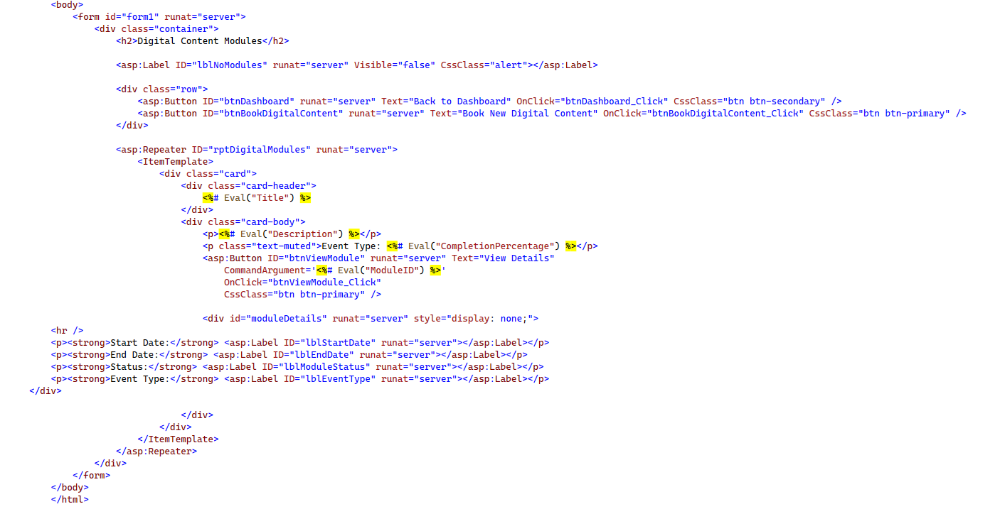 <body>
<form id="form1" runat="server">
<div class="container">
<h2>Digital Content Modules</h2>
<asp:Label ID="lblNoModules" runat="server" Visible="false" CssClass="alert"></asp:Label>
<div class="row">
<asp:Button ID="btnDashboard" runat="server" Text="Back to Dashboard" OnClick="btnDashboard_Click" CssClass="btn btn-secondary" />
<asp:Button ID="btnBookDigitalContent" runat="server" Text="Book New Digital Content" OnClick="btnBookDigitalContent_Click" CssClass="btn btn-primary" />
</div>
<asp:Repeater ID="rptDigitalModules" runat="server">
<ItemTemplate>
<div class="card">
<div class="card-header">
<%# Eval("Title") %>
</div>
<div class="card-body">
<p><%# Eval("Description") %></p>
<p class="text-muted">Event Type: <%# Eval("CompletionPercentage") %></p>
<asp:Button ID="btnViewModule" runat="server" Text="View Details"
CommandArgument='<%# Eval("ModuleID") %>'
OnClick="btnViewModule_Click"
CssClass="btn btn-primary" />
<div id="moduleDetails" runat="server" style="display: none;">
<hr />
<p><strong>Start Date:</strong> <asp:Label ID="lblStartDate" runat="server"></asp:Label></p>
<p><strong>End Date:</strong> <asp:Label ID="lblEndDate" runat="server"></asp:Label></p>
<p><strong>Status:</strong> <asp:Label ID="lblModuleStatus" runat="server"></asp:Label></p>
<p><strong>Event Type:</strong> <asp:Label ID="lblEventType" runat="server"></asp:Label></p>
</div>
</div>
</div>
</ItemTemplate>
</asp:Repeater>
</div>
</form>
</body>
</html>